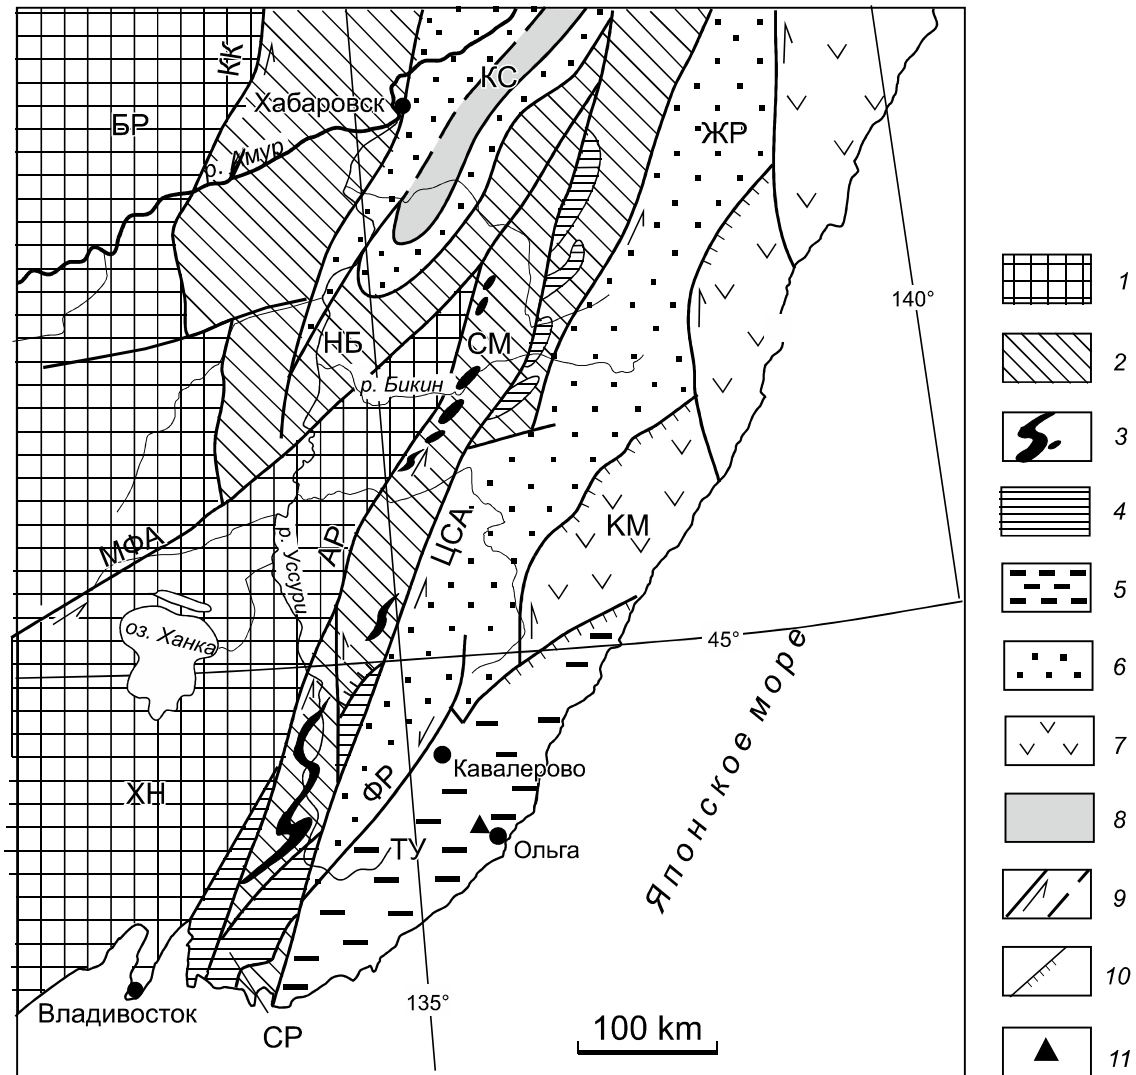 КК
КС
Хабаровск
БР
ЖР
р. Амур
140°
НБ
СМ
р. Бикин
МФА
АР
ЦСА
КМ
р. Уссури
оз. Ханка
45°
Японское море
ХН
ФР
Кавалерово
ТУ
Ольга
Владивосток
СР
135°
100 km
1
2
3
4
5
6
7
8
9
10
11